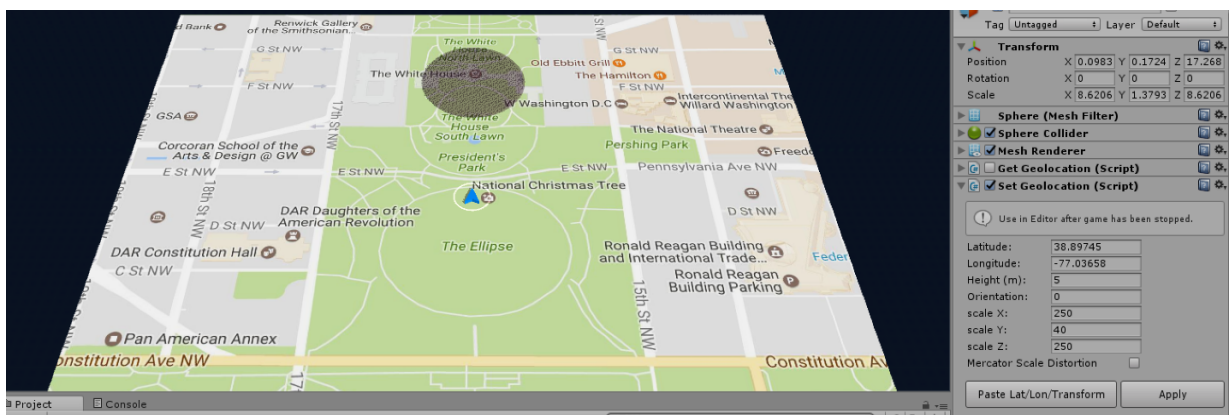 d Bank
Renwick Gallery
of the Smithsonian...
G St NW
F St NW
17th St NW
GSA
Corcoran School of the
Arts & Design @ GW
E St NW
E St NW
18th St NW
D St NW
DAR Daughters of the
American Revolution
DAR Constitution Hall
C St NW
Pan American Annex
onstitution Ave NW
The White
House
North Lawn
The White House
The White
House
South Lawn
President's
Park
National Christmas Tree
The Ellipse
G St NW
Old Ebbitt Grill
The Hamilton
F St NW
W Washington D.C
Intercontinental The
Willard Washington
The National Theatre
Pershing Park
Freedo
E St NW
Pennsylvania Ave NW
D St NW
Ronald Reagan Building
and International Trade...
Feder
Ronald Reagan
Building Parking
15th St NW
Constitution Av
Project
Console
Tag Untagged Layer Default
Transform
Position X 0.0983 Y 0.1724 Z 17.268
Rotation X 0 Y 0 Z 0
Scale X 8.6206 Y 1.3793 Z 8.6206
Sphere (Mesh Filter)
Sphere Collider
Mesh Renderer
Get Geolocation (Script)
Set Geolocation (Script)
Use in Editor after game has been stopped.
Latitude: 38.89745
Longitude: -77.03658
Height (m): 5
Orientation: 0
scale X: 250
scale Y: 40
scale Z: 250
Mercator Scale Distortion
Paste Lat/Lon/Transform
Apply